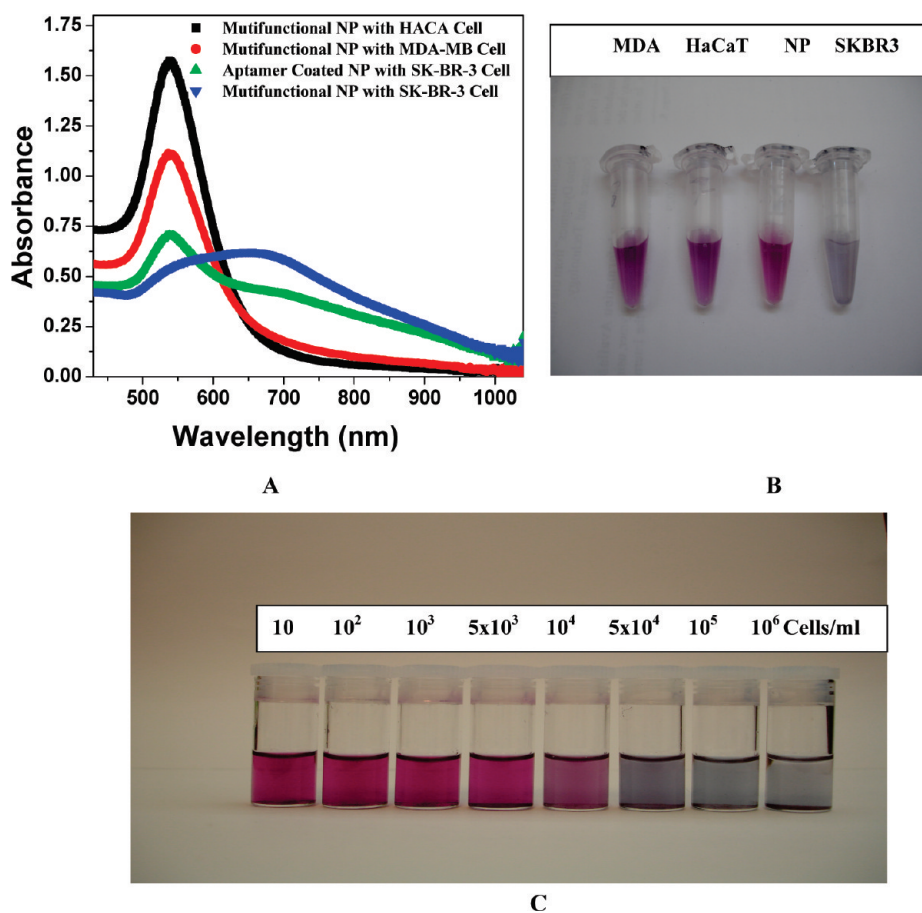 1.75
1.50
1.25
1.00
0.75
0.50
0.25
0.00
Absorbance
Mutifunctional NP with HACA Cell
Mutifunctional NP with MDA-MB Cell
Aptamer Coated NP with SK-BR-3 Cell
Mutifunctional NP with SK-BR-3 Cell
500 600 700 800 900 1000
Wavelength (nm)
A
MDA HaCaT NP SKBR3
B
10 10² 10³ 5x10³ 10⁴ 5x10⁴ 10⁵ 10⁶ Cells/ml
C